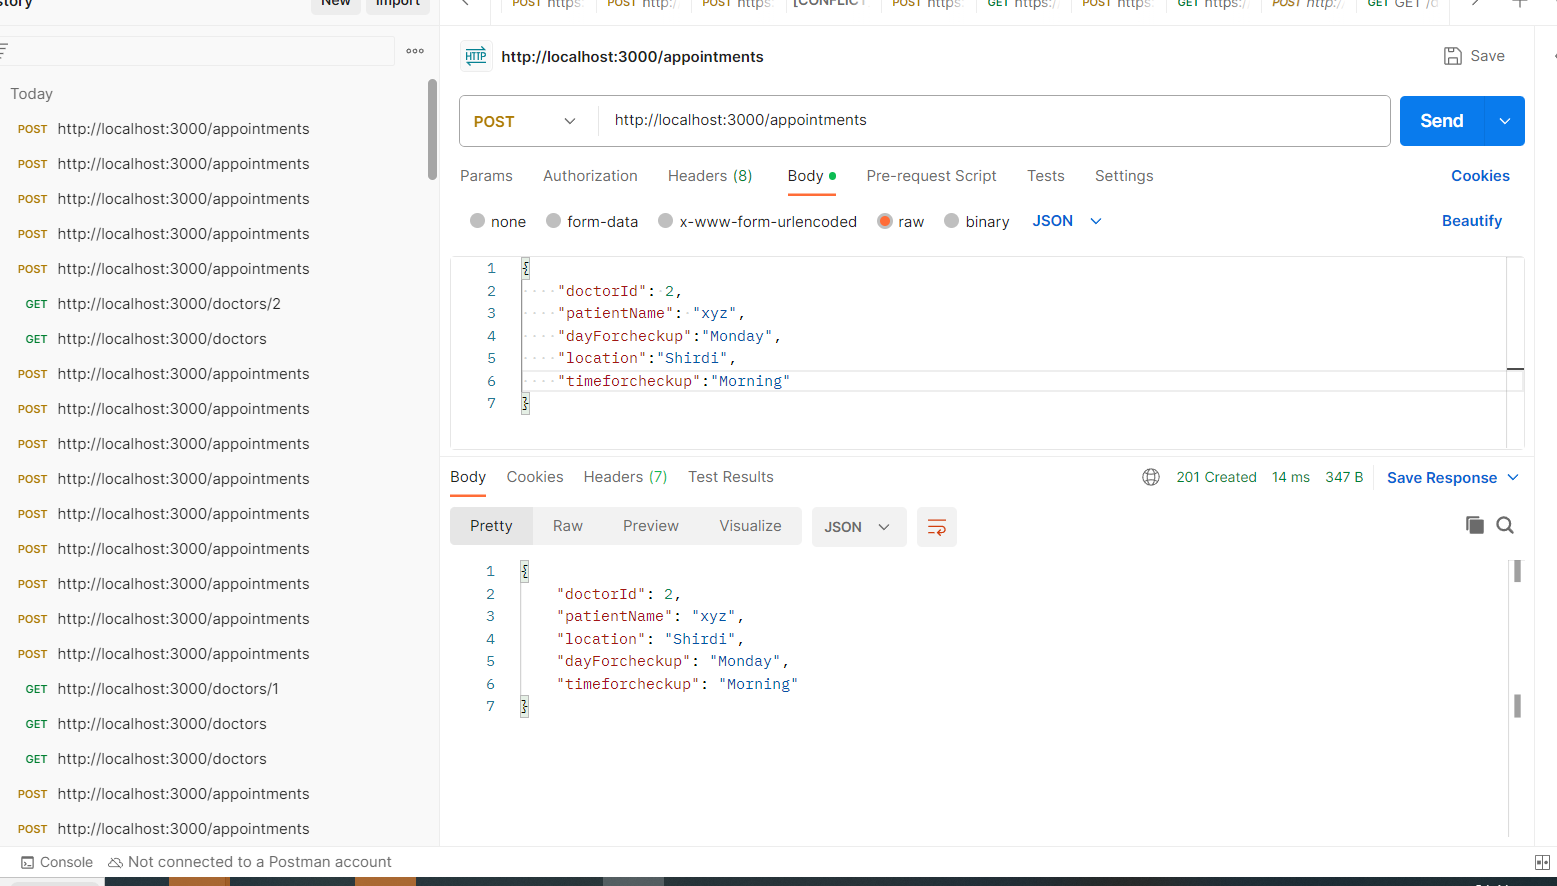 New
Import
POST https:
POST http:/
POST https:
[CONFLICT
POST https:
GET https:/
POST https:
GET https:/
POST http:/
GET GET /d
http://localhost:3000/appointments
Save
Today
POST http://localhost:3000/appointments
POST http://localhost:3000/appointments
POST http://localhost:3000/appointments
POST http://localhost:3000/appointments
POST http://localhost:3000/appointments
GET http://localhost:3000/doctors/2
GET http://localhost:3000/doctors
POST http://localhost:3000/appointments
POST http://localhost:3000/appointments
POST http://localhost:3000/appointments
POST http://localhost:3000/appointments
POST http://localhost:3000/appointments
POST http://localhost:3000/appointments
POST http://localhost:3000/appointments
POST http://localhost:3000/appointments
POST http://localhost:3000/appointments
GET http://localhost:3000/doctors/1
GET http://localhost:3000/doctors
GET http://localhost:3000/doctors
POST http://localhost:3000/appointments
POST http://localhost:3000/appointments
HTTP
POST
http://localhost:3000/appointments
Send
Params Authorization Headers (8) Body Pre-request Script Tests Settings Cookies
none form-data x-www-form-urlencoded raw binary JSON Beautify
1 {
2 "doctorId": 2,
3 "patientName": "xyz",
4 "dayForcheckup":"Monday",
5 "location":"Shirdi",
6 "timeforcheckup":"Morning"
7 }
Body Cookies Headers (7) Test Results 201 Created 14 ms 347 B Save Response
Pretty Raw Preview Visualize JSON
1 {
2 "doctorId": 2,
3 "patientName": "xyz",
4 "location": "Shirdi",
5 "dayForcheckup": "Monday",
6 "timeforcheckup": "Morning"
7 }
Console Not connected to a Postman account